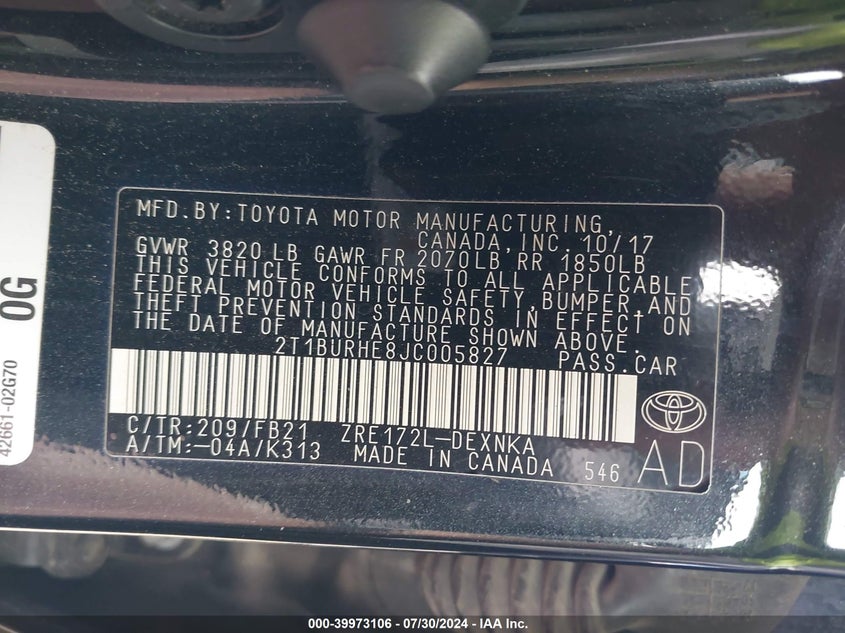 MFD.BY:TOYOTA MOTOR MANUFACTURING,
CANADA, INC. 10/17
GVWR 3820 LB GAWR FR 2070LB, RR 1850LB
THIS VEHICLE CONFORMS TO ALL APPLICABLE
FEDERAL MOTOR VEHICLE SAFETY, BUMPER, AND
THEFT PREVENTION STANDARDS IN EFFECT ON
THE DATE OF MANUFACTURE SHOWN ABOVE.
2T1BURHE8JC005827 PASS.CAR
C/TR:209/FB21 ZRE172L-DEXNKA
A/TM:-04A/K313 MADE IN CANADA 546
AD
42661-02G70
0G
000-39973106 / 07/30/2024 - IAA Inc.